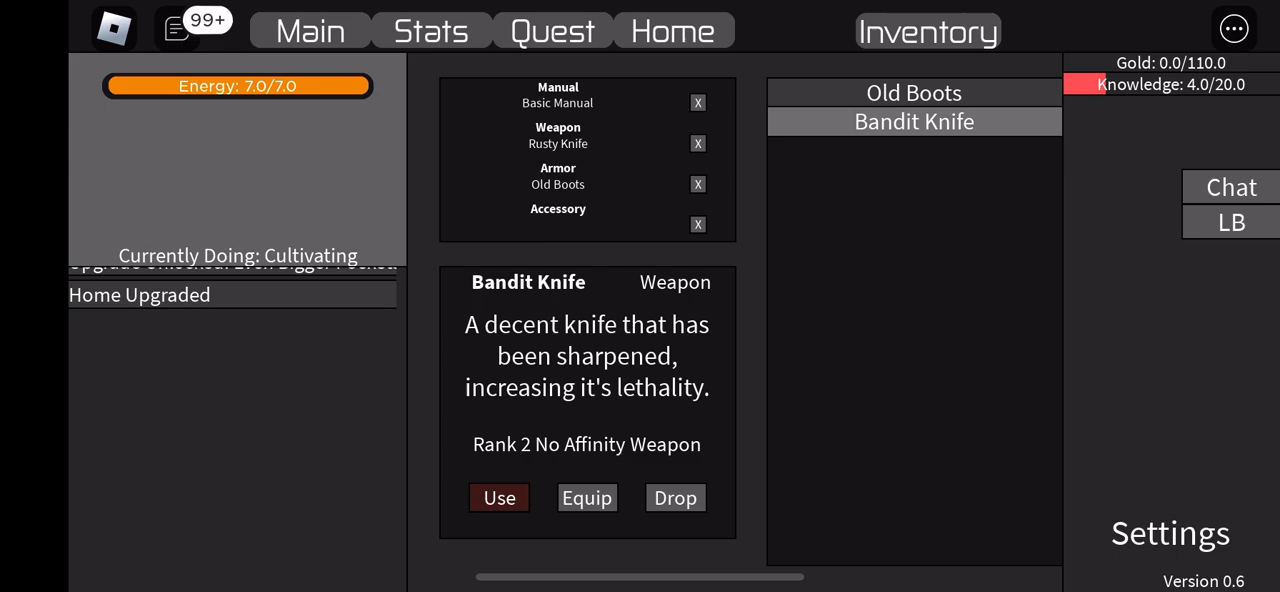 99+
Main
Stats
Quest
Home
Inventory
Energy: 7.0/7.0
Currently Doing: Cultivating
Home Upgraded
Manual
Basic Manual
X
Weapon
Rusty Knife
X
Armor
Old Boots
X
Accessory
X
Bandit Knife
Weapon
A decent knife that has
been sharpened,
increasing it's lethality.
Rank 2 No Affinity Weapon
Use
Equip
Drop
Old Boots
Bandit Knife
Gold: 0.0/110.0
Knowledge: 4.0/20.0
Chat
LB
Settings
Version 0.6